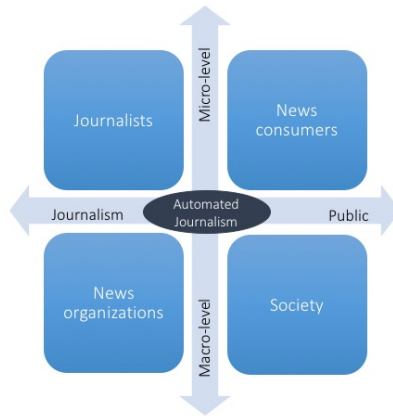 Micro-level
Journalists
News
consumers
Journalism
Automated
Journalism
Public
News
organizations
Society
Macro-level